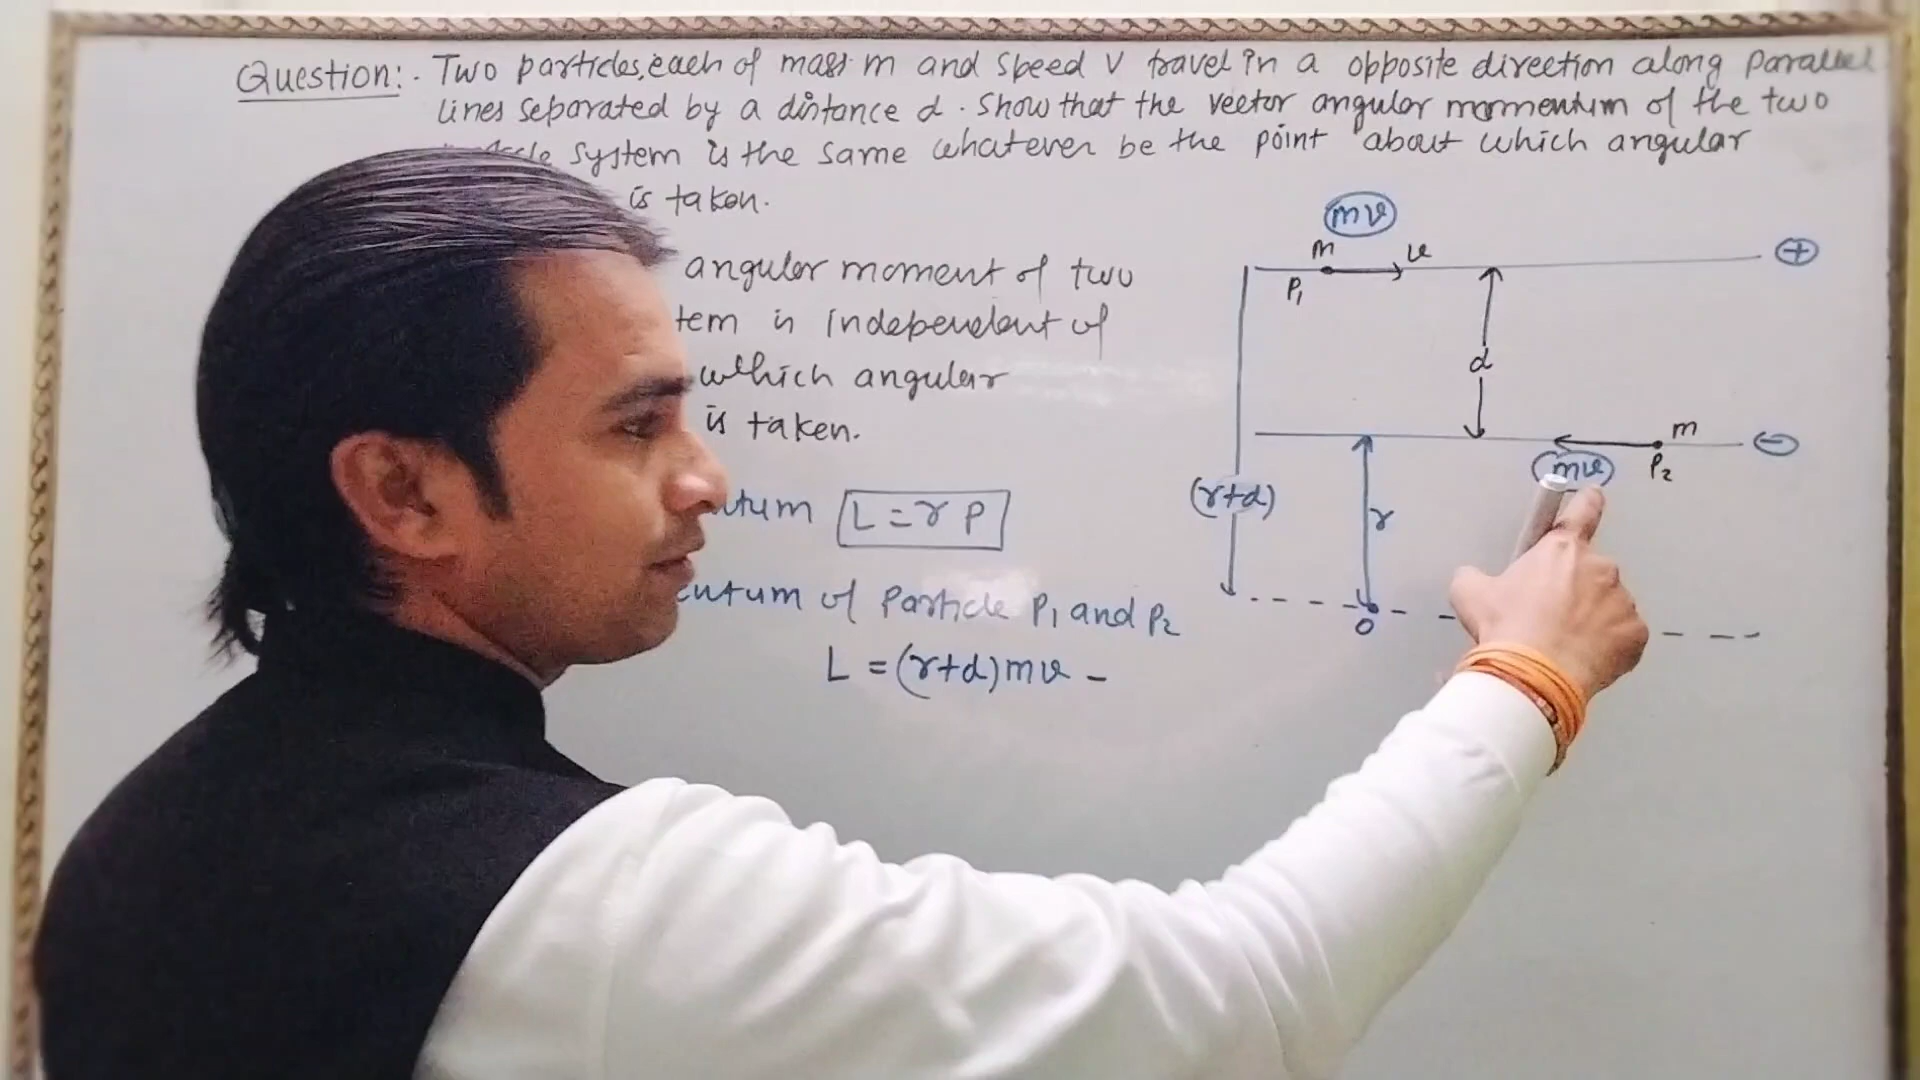 Question:- Two particles, each of mass m and speed v travel in a opposite direction along parallel
lines separated by a distance d. Show that the vector angular momentum of the two
system is the same whatever be the point about which angular
is taken.
mv
m
v
+
P1
angular moment of two
tem is independent of
which angular
is taken.
d
m
-
mv
P2
(r+d)
r
utum L = r P
entum of Particle P1 and P2
O
L = (r+d)mv -